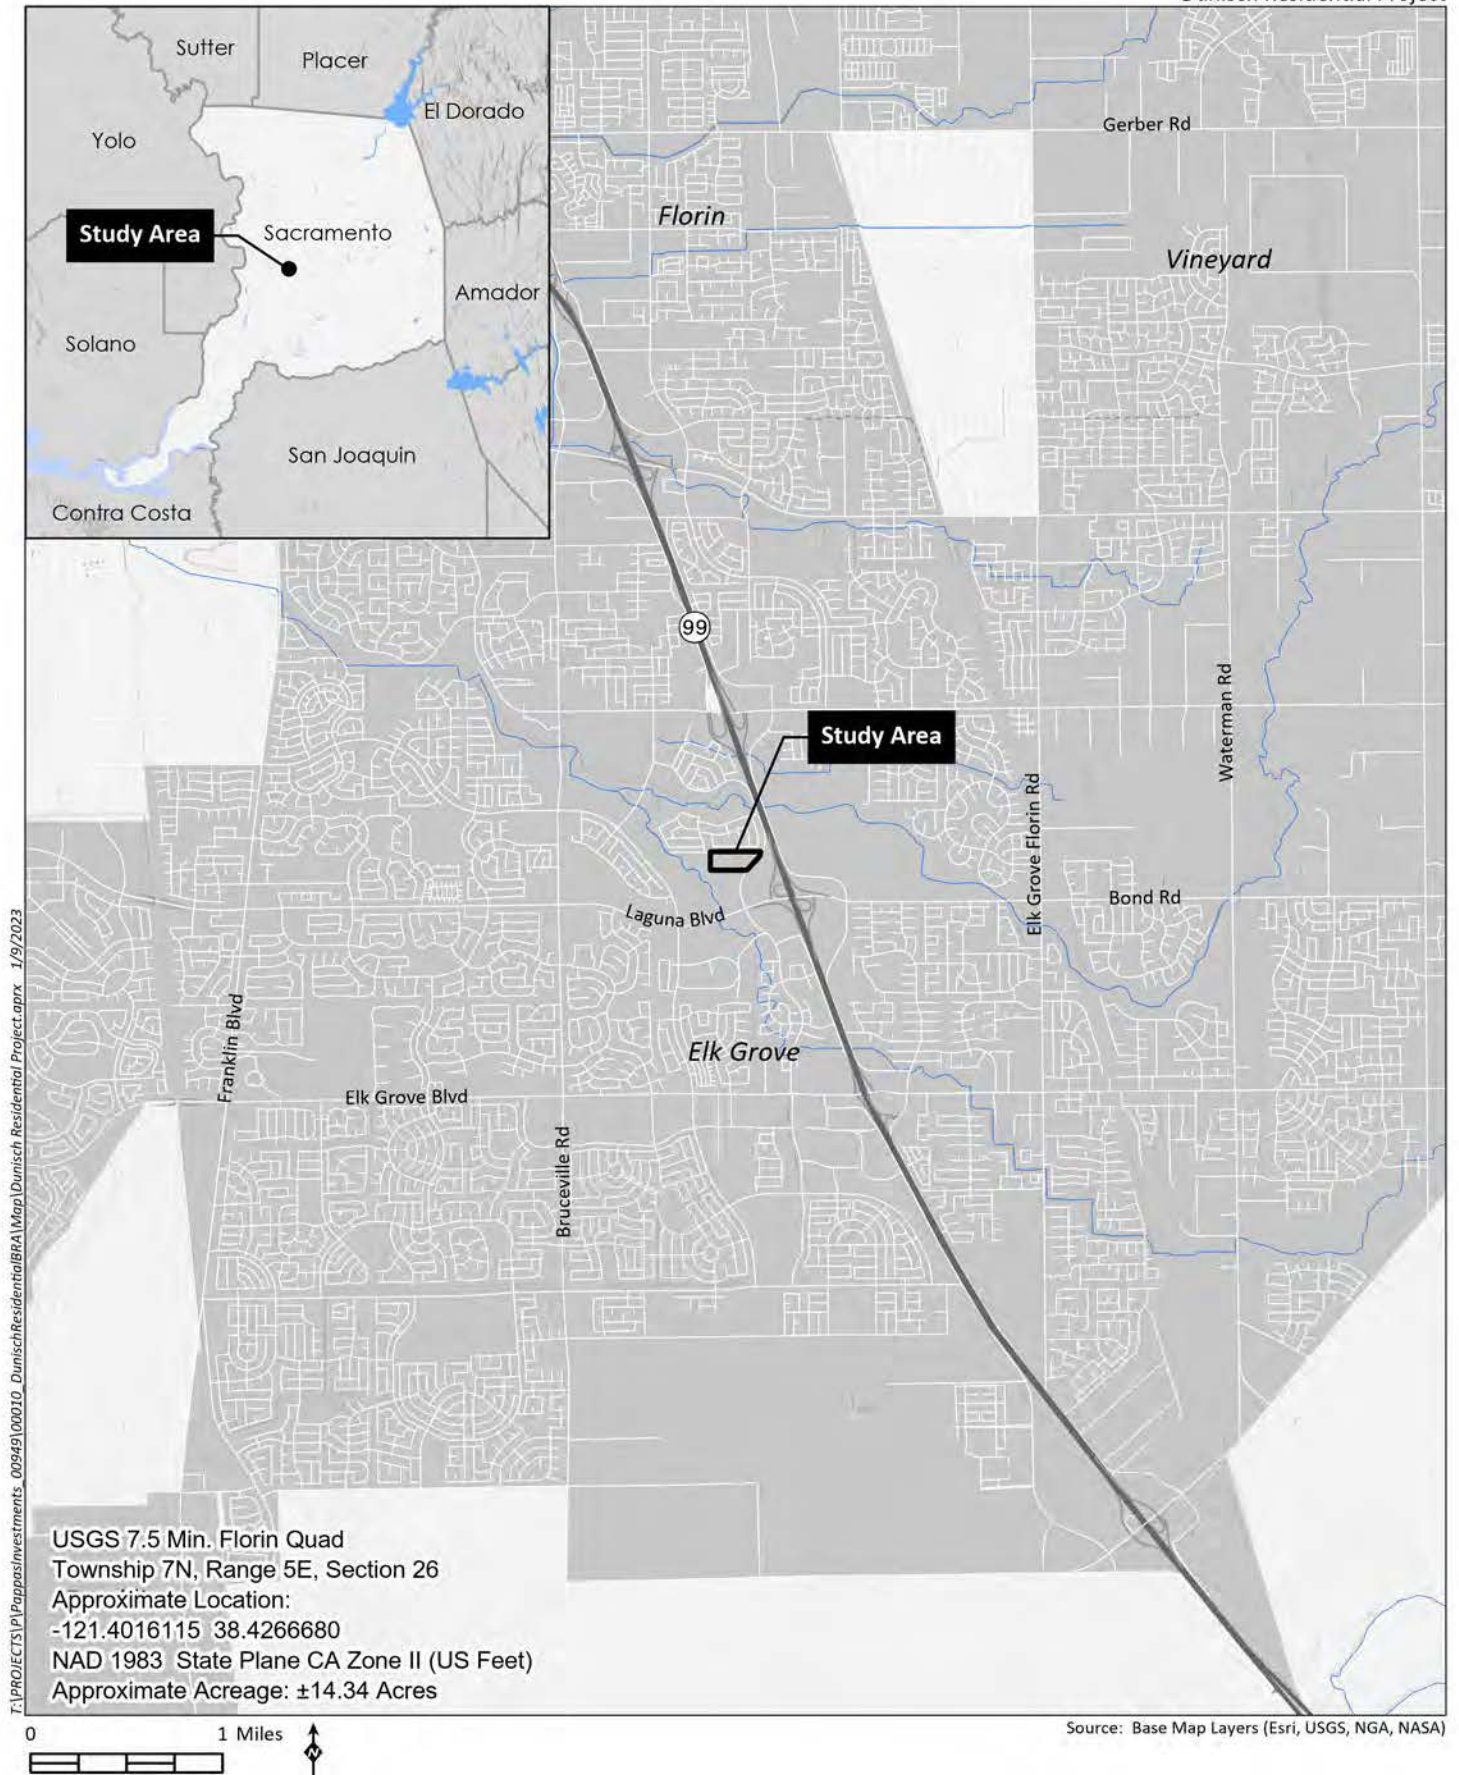 Sutter
Placer
El Dorado
Yolo
Study Area
Sacramento
Amador
Solano
San Joaquin
Contra Costa
Gerber Rd
Florin
Vineyard
99
Study Area
Waterman Rd
Elk Grove Florin Rd
Bond Rd
Laguna Blvd
Franklin Blvd
Elk Grove
Elk Grove Blvd
Bruceville Rd
T:\PROJECTS\P\PappasInvestments_00949\00010_DunischResidential\BRA\Map\Dunisch Residential Project.aprx 1/9/2023
USGS 7.5 Min. Florin Quad
Township 7N, Range 5E, Section 26
Approximate Location:
-121.4016115 38.4266680
NAD 1983 State Plane CA Zone II (US Feet)
Approximate Acreage: ±14.34 Acres
0 1 Miles
N
Source: Base Map Layers (Esri, USGS, NGA, NASA)